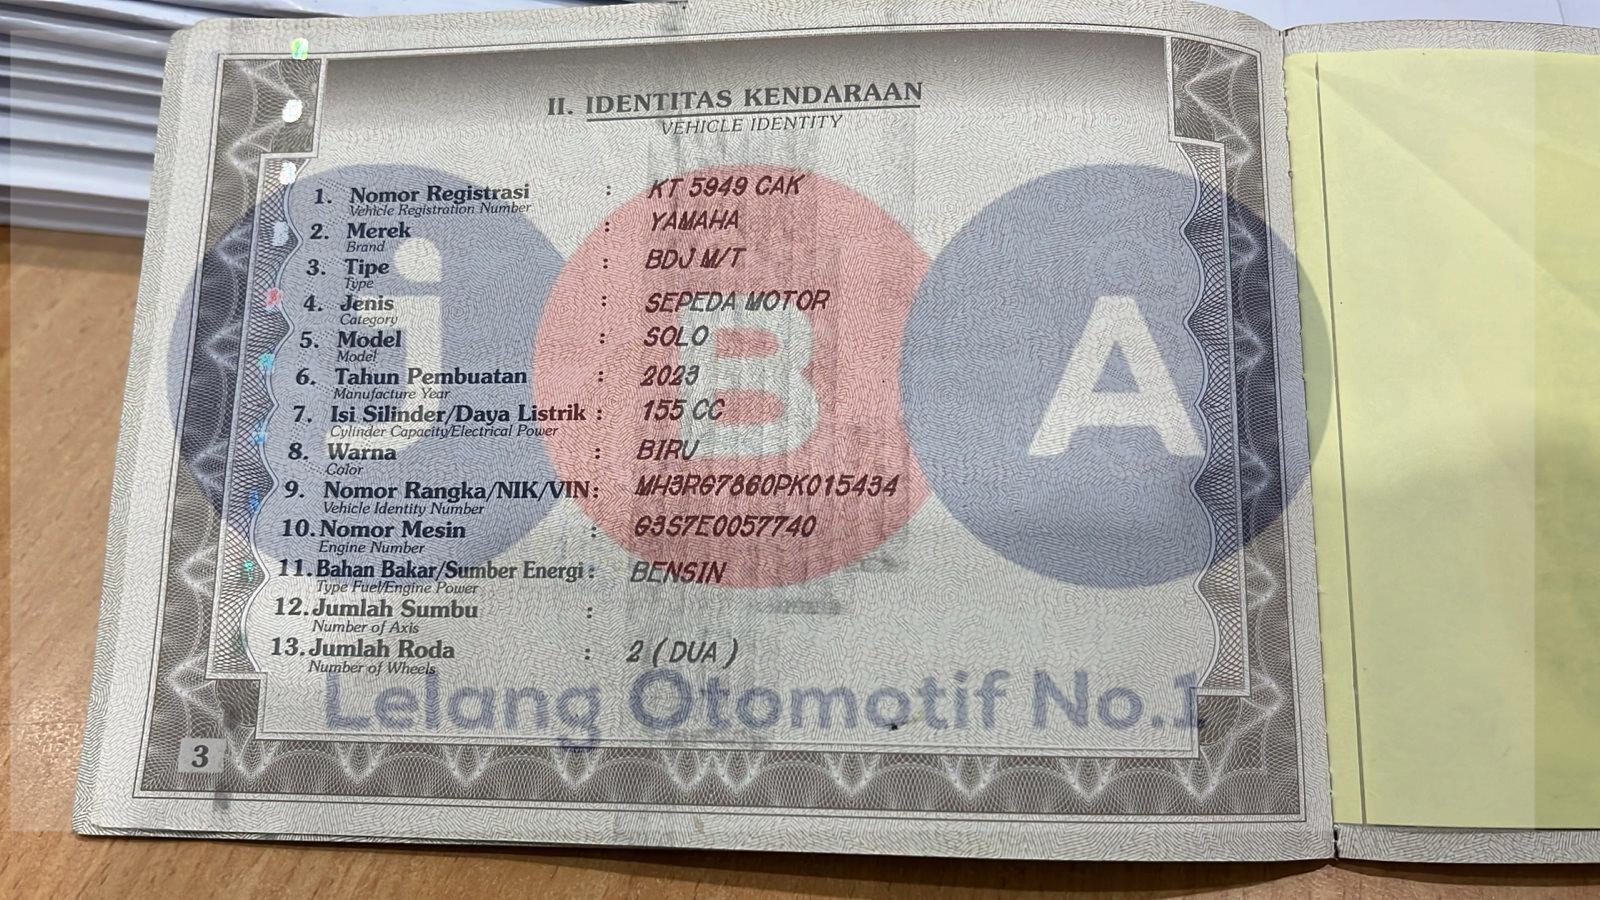 II. IDENTITAS KENDARAAN
VEHICLE IDENTITY
1. Nomor Registrasi : KT 5949 CAK
Vehicle Registration Number
2. Merek : YAMAHA
Brand
3. Tipe : BDJ M/T
Type
4. Jenis : SEPEDA MOTOR
Category
5. Model : SOLO
Model
6. Tahun Pembuatan : 2023
Manufacture Year
7. Isi Silinder/Daya Listrik : 155 CC
Cylinder Capacity/Electrical Power
8. Warna : BIRU
Color
9. Nomor Rangka/NIK/VIN : MH3RG7860PK015434
Vehicle Identity Number
10. Nomor Mesin : G3S7E0057740
Engine Number
11. Bahan Bakar/Sumber Energi : BENSIN
Type Fuel/Engine Power
12. Jumlah Sumbu :
Number of Axis
13. Jumlah Roda : 2 ( DUA )
Number of Wheels
iBA
Lelang Otomotif No.1
3